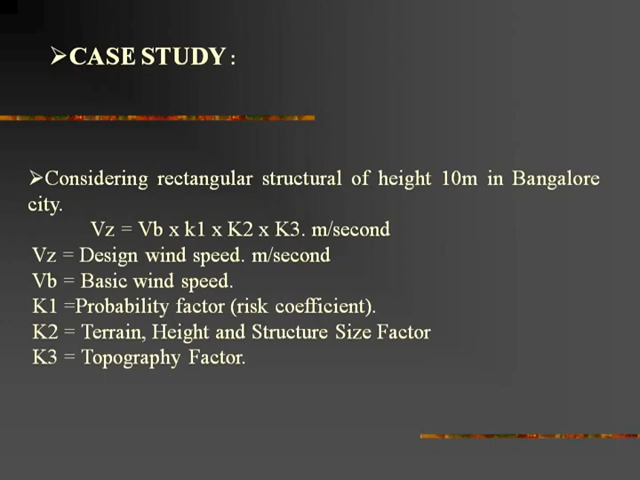 ➢CASE STUDY :
➢Considering rectangular structural of height 10m in Bangalore
city.
Vz = Vb x k1 x K2 x K3. m/second
Vz = Design wind speed. m/second
Vb = Basic wind speed.
K1 =Probability factor (risk coefficient).
K2 = Terrain, Height and Structure Size Factor
K3 = Topography Factor.